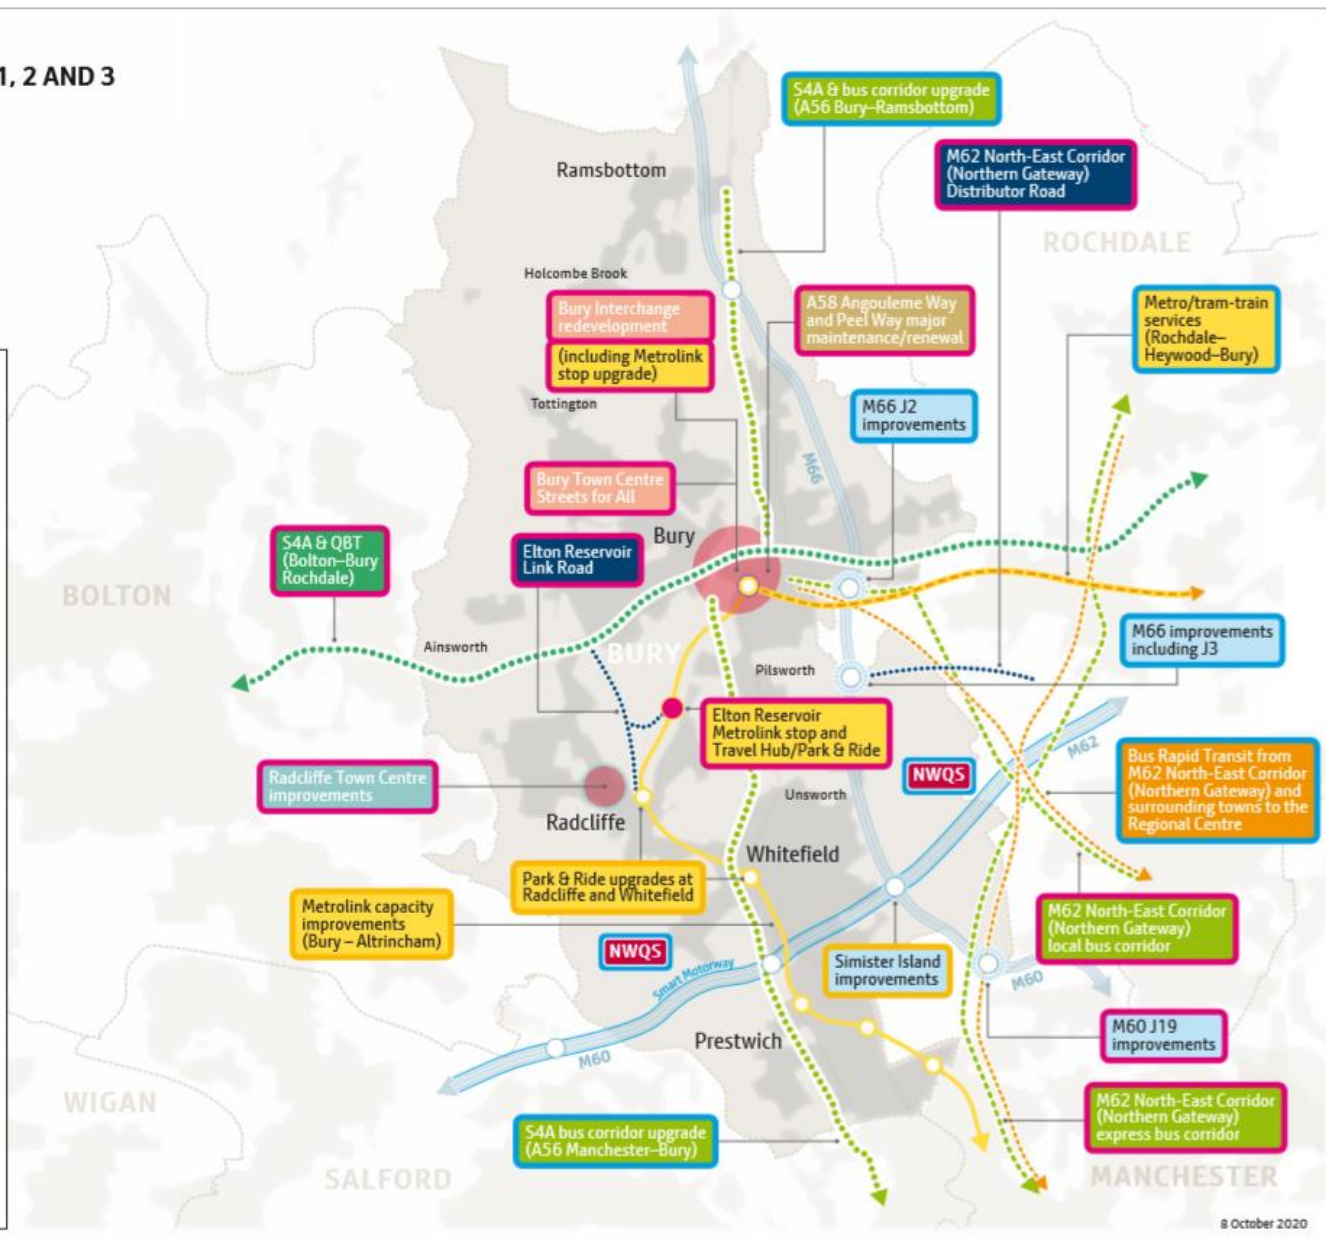 1, 2 AND 3
S4A & bus corridor upgrade
(A56 Bury–Ramsbottom)
M62 North-East Corridor
(Northern Gateway)
Distributor Road
Ramsbottom
ROCHDALE
Holcombe Brook
Bury Interchange
redevelopment
(including Metrolink
stop upgrade)
A58 Angouleme Way
and Peel Way major
maintenance/renewal
Metro/tram-train
services
(Rochdale–
Heywood–Bury)
Tottington
M66 J2
improvements
M66
Bury Town Centre
Streets for All
Bury
S4A & QBT
(Bolton–Bury
Rochdale)
Elton Reservoir
Link Road
BOLTON
Ainsworth
BURY
Pilsworth
M66 improvements
including J3
Elton Reservoir
Metrolink stop and
Travel Hub/Park & Ride
NWQS
M62
Bus Rapid Transit from
M62 North-East Corridor
(Northern Gateway) and
surrounding towns to the
Regional Centre
Radcliffe Town Centre
improvements
Unsworth
Radcliffe
Whitefield
Park & Ride upgrades at
Radcliffe and Whitefield
Metrolink capacity
improvements
(Bury – Altrincham)
M62 North-East Corridor
(Northern Gateway)
local bus corridor
NWQS
Smart Motorway
Simister Island
improvements
M60
M60 J19
improvements
Prestwich
M60
WIGAN
M62 North-East Corridor
(Northern Gateway)
express bus corridor
S4A bus corridor upgrade
(A56 Manchester–Bury)
SALFORD
MANCHESTER
8 October 2020